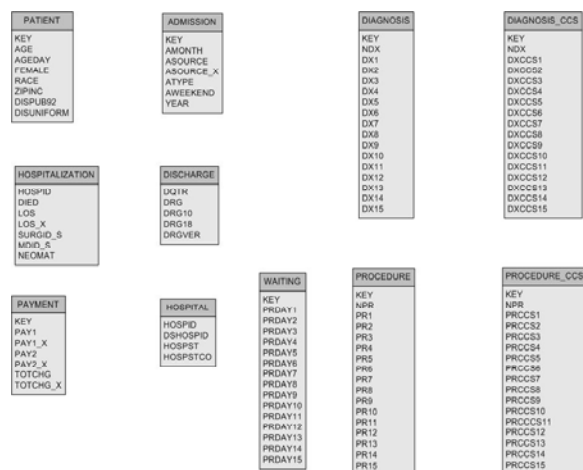 PATIENT
KEY
AGE
AGEDAY
FEMALE
RACE
ZIPINC
DISPUB92
DISUNIFORM
ADMISSION
KEY
AMONTH
ASOURCE
ASOURCE_X
ATYPE
AWEEKEND
YEAR
DIAGNOSIS
KEY
NDX
DX1
DX2
DX3
DX4
DX5
DX6
DX7
DX8
DX9
DX10
DX11
DX12
DX13
DX14
DX15
DIAGNOSIS_CCS
KEY
NDX
DXCCS1
DXCCS2
DXCCS3
DXCCS4
DXCCS5
DXCCS6
DXCCS7
DXCCS8
DXCCS9
DXCCS10
DXCCS11
DXCCS12
DXCCS13
DXCCS14
DXCCS15
HOSPITALIZATION
HOSPID
DIED
LOS
LOS_X
SURGID_S
MDID_S
NEOMAT
DISCHARGE
DQTR
DRG
DRG10
DRG18
DRGVER
PAYMENT
KEY
PAY1
PAY1_X
PAY2
PAY2_X
TOTCHG
TOTCHG_X
HOSPITAL
HOSPID
DSHOSPID
HOSPST
HOSPSTCO
WAITING
KEY
PRDAY1
PRDAY2
PRDAY3
PRDAY4
PRDAY5
PRDAY6
PRDAY7
PRDAY8
PRDAY9
PRDAY10
PRDAY11
PRDAY12
PRDAY13
PRDAY14
PRDAY15
PROCEDURE
KEY
NPR
PR1
PR2
PR3
PR4
PR5
PR6
PR7
PR8
PR9
PR10
PR11
PR12
PR13
PR14
PR15
PROCEDURE_CCS
KEY
NPR
PRCCS1
PRCCS2
PRCCS3
PRCCS4
PRCCS5
PRCCS6
PRCCS7
PRCCS8
PRCCS9
PRCCS10
PRCCCS11
PRCCS12
PRCCS13
PRCCS14
PRCCS15